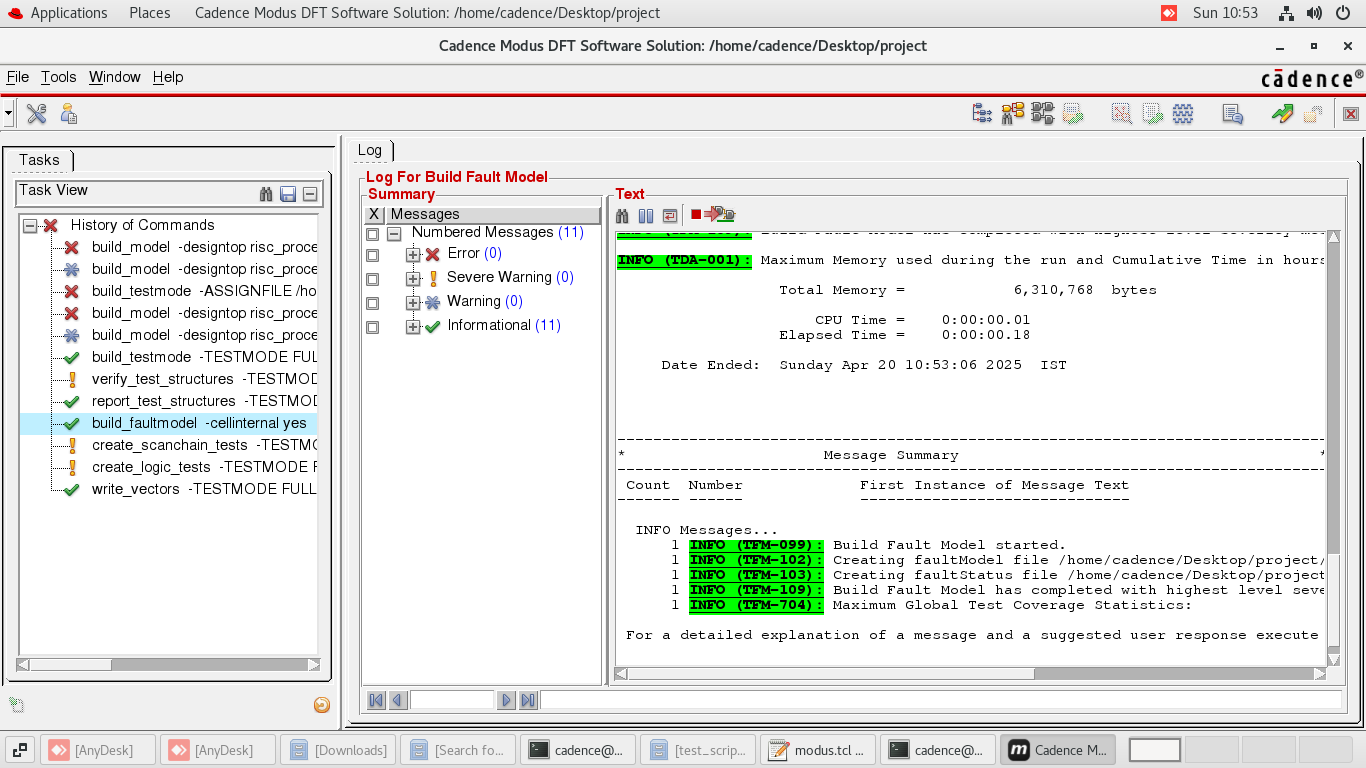 Applications Places Cadence Modus DFT Software Solution: /home/cadence/Desktop/project Sun 10:53
Cadence Modus DFT Software Solution: /home/cadence/Desktop/project
File Tools Window Help
cādence®
Tasks
Task View
History of Commands
build_model -designtop risc_proce
build_model -designtop risc_proce
build_testmode -ASSIGNFILE /ho
build_model -designtop risc_proce
build_model -designtop risc_proce
build_testmode -TESTMODE FUL
verify_test_structures -TESTMOD
report_test_structures -TESTMOD
build_faultmodel -cellinternal yes
create_scanchain_tests -TESTMO
create_logic_tests -TESTMODE F
write_vectors -TESTMODE FULL
Log
Log For Build Fault Model
Summary
X Messages
Numbered Messages (11)
Error (0)
Severe Warning (0)
Warning (0)
Informational (11)
Text
INFO (TDA-001): Maximum Memory used during the run and Cumulative Time in hours
Total Memory = 6,310,768 bytes
CPU Time = 0:00:00.01
Elapsed Time = 0:00:00.18
Date Ended: Sunday Apr 20 10:53:06 2025 IST
* Message Summary *
Count Number First Instance of Message Text
INFO Messages...
1 INFO (TFM-099): Build Fault Model started.
1 INFO (TFM-102): Creating faultModel file /home/cadence/Desktop/project/
1 INFO (TFM-103): Creating faultStatus file /home/cadence/Desktop/project
1 INFO (TFM-109): Build Fault Model has completed with highest level seve
1 INFO (TFM-704): Maximum Global Test Coverage Statistics:
For a detailed explanation of a message and a suggested user response execute
[AnyDesk] [AnyDesk] [Downloads] [Search fo... cadence@... [test_scrip... modus.tcl ... cadence@... Cadence M...